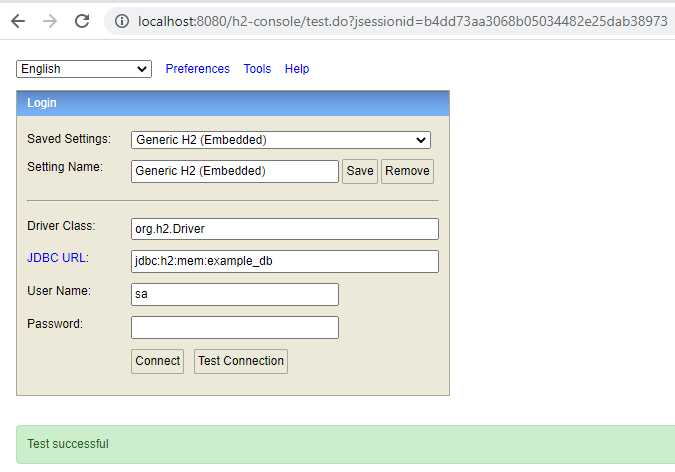 localhost:8080/h2-console/test.do?jsessionid=b4dd73aa3068b05034482e25dab38973
English Preferences Tools Help
Login
Saved Settings: Generic H2 (Embedded)
Setting Name: Generic H2 (Embedded) Save Remove
Driver Class: org.h2.Driver
JDBC URL: jdbc:h2:mem:example_db
User Name: sa
Password:
Connect Test Connection
Test successful